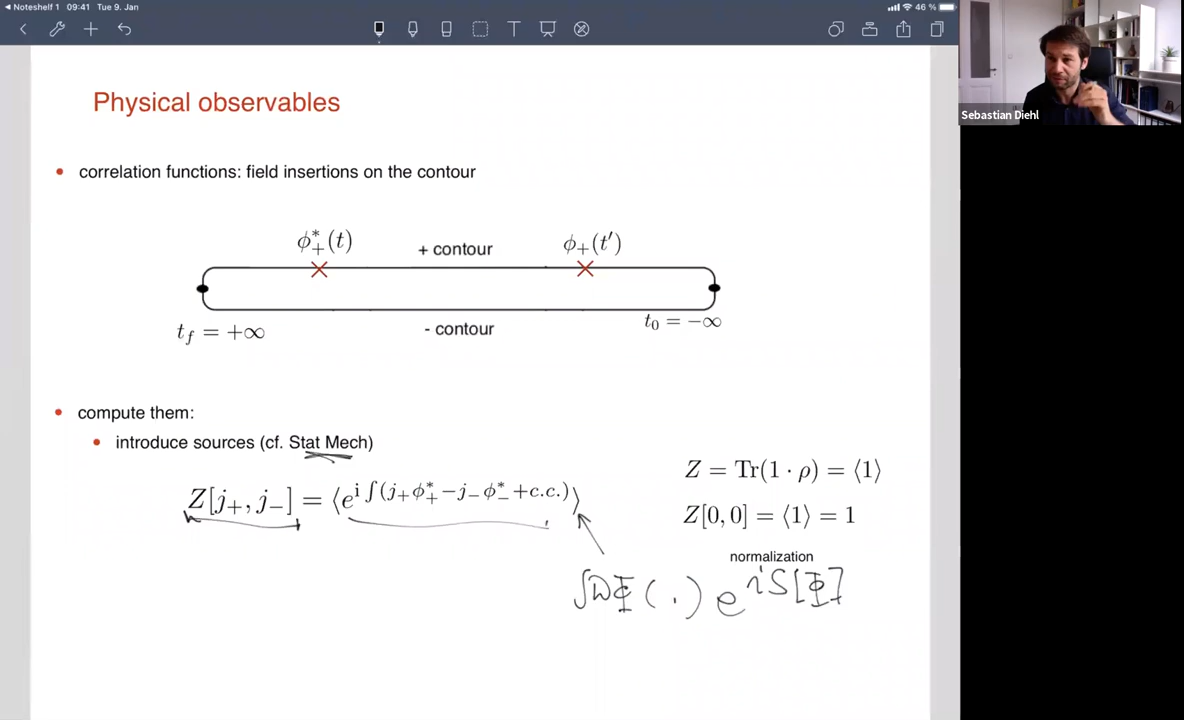 Noteshelf 1 09:41 Tue 9. Jan 46 %
Sebastian Diehl
Physical observables
• correlation functions: field insertions on the contour
ϕ*₊(t) + contour ϕ₊(t′)
t_f = +∞ - contour t₀ = −∞
• compute them:
• introduce sources (cf. Stat Mech)
Z = Tr(1 · ρ) = ⟨1⟩
Z[j₊, j₋] = ⟨e^{i ∫(j₊ϕ*₊−j₋ϕ*₋+c.c.)}⟩
Z[0, 0] = ⟨1⟩ = 1
normalization
∫DΦ ( . ) e^{iS[Φ]}